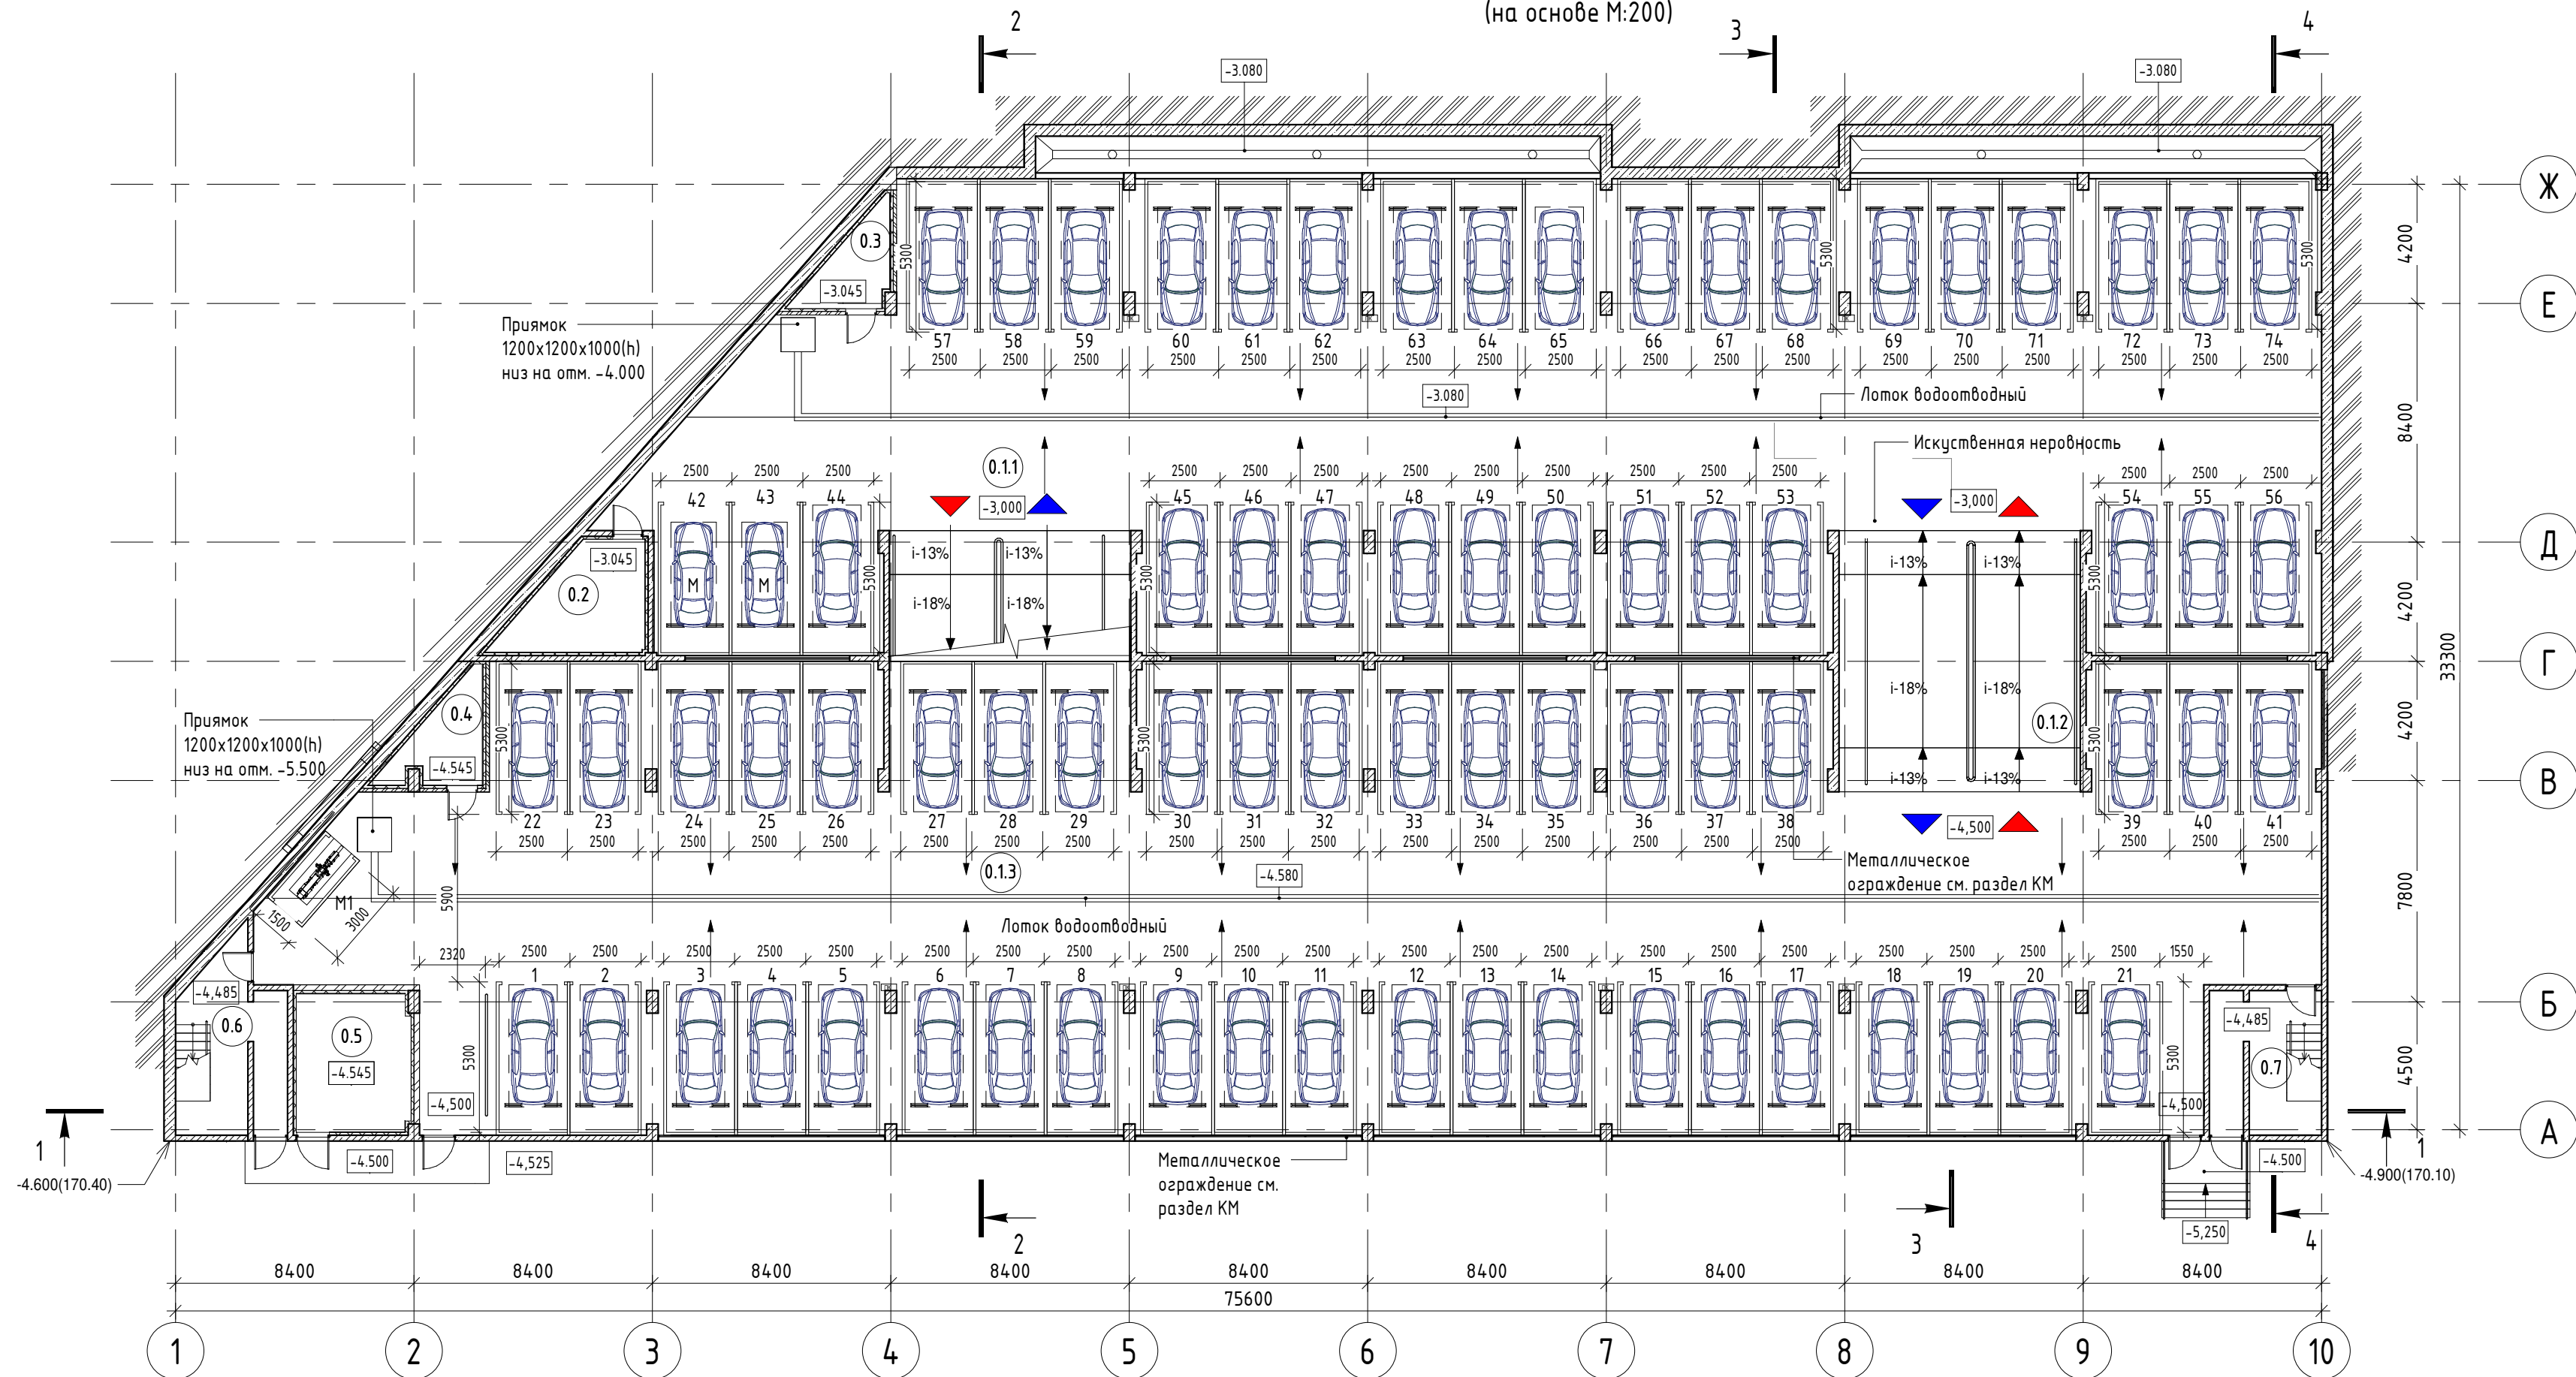 (на основе М:200)
2
3
4
-3.080
-3.080
Ж
0.3
5300
5300
5300
4200
-3.045
Е
Приямок
1200х1200х1000(h)
низ на отм. -4.000
57 58 59 60 61 62 63 64 65 66 67 68 69 70 71 72 73 74
2500 2500 2500 2500 2500 2500 2500 2500 2500 2500 2500 2500 2500 2500 2500 2500 2500 2500
-3.080
Лоток водоотводный
8400
Искуственная неровность
0.1.1
2500 2500 2500 2500 2500 2500 2500 2500 2500 2500 2500 2500 2500 2500 2500
42 43 44 45 46 47 48 49 50 51 52 53 54 55 56
-3,000
-3,000
Д
-3.045
i-13% i-13% i-13% i-13%
0.2
М М
5300
i-18% i-18%
5300
5300
4200
33300
Г
0.4
5300
5300
5300
i-18% i-18%
0.1.2
4200
Приямок
1200х1200х1000(h)
низ на отм. -5.500
-4.545
i-13% i-13%
В
22 23 24 25 26 27 28 29 30 31 32 33 34 35 36 37 38 39 40 41
-4,500
2500 2500 2500 2500 2500 2500 2500 2500 2500 2500 2500 2500 2500 2500 2500 2500 2500 2500 2500 2500
0.1.3
-4.580
Металлическое
ограждение см. раздел КМ
7800
М1
1500
3000
5900
Лоток водоотводный
2320
2500 2500 2500 2500 2500 2500 2500 2500 2500 2500 2500 2500 2500 2500 2500 2500 2500 2500 2500 2500 2500 1550
1 2 3 4 5 6 7 8 9 10 11 12 13 14 15 16 17 18 19 20 21
-4,485
Б
0.6
0.5
-4,485
-4.545
5300
5300
0.7
4500
-4,500
-4,500
А
1
1
-4.500
-4,525
-4.500
-4.600(170.40)
-4.900(170.10)
Металлическое
ограждение см.
раздел КМ
-5,250
2
3
4
8400 8400 8400 8400 8400 8400 8400 8400 8400
75600
1 2 3 4 5 6 7 8 9 10